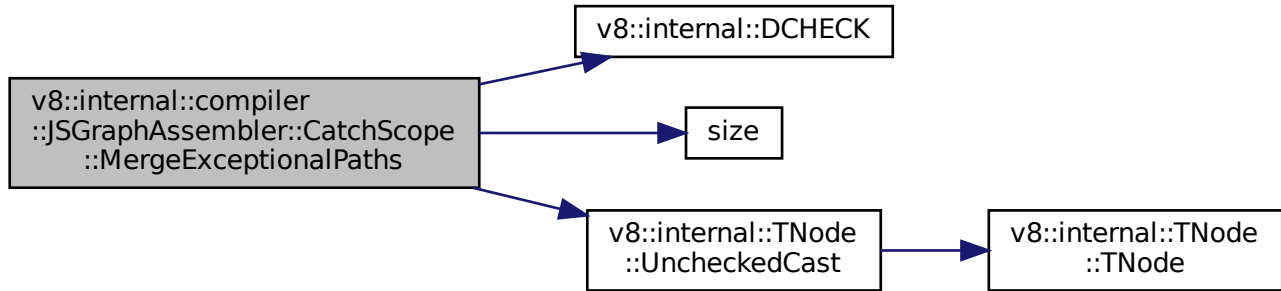 v8::internal::compiler
::JSGraphAssembler::CatchScope
::MergeExceptionalPaths
v8::internal::DCHECK
size
v8::internal::TNode
::UncheckedCast
v8::internal::TNode
::TNode